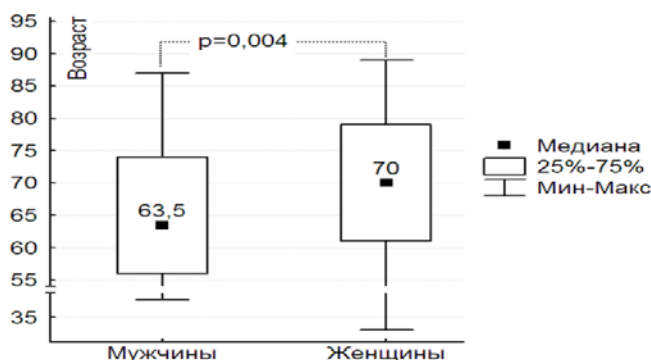 Возраст
95
90
85
80
75
70
65
60
55
35
p=0,004
63,5
70
Мужчины
Женщины
Медиана
25%-75%
Мин-Макс